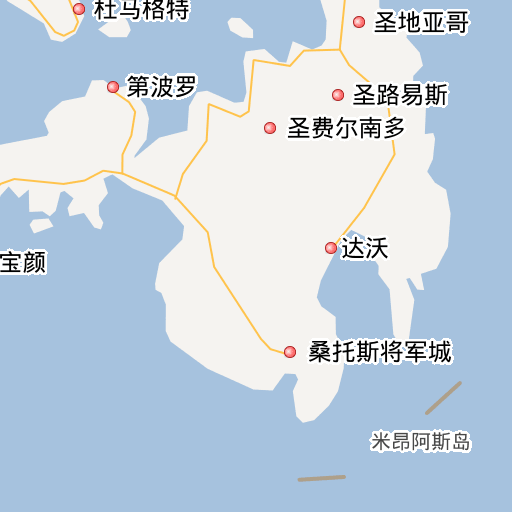 杜马格特
圣地亚哥
第波罗
圣路易斯
圣费尔南多
达沃
宝颜
桑托斯将军城
米昂阿斯岛